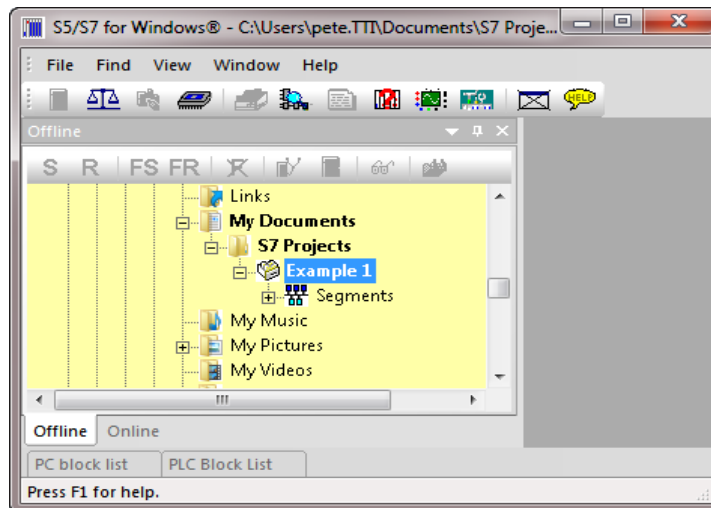 S5/S7 for Windows® - C:\Users\pete.TTI\Documents\S7 Proje...
File Find View Window Help
HELP
Offline
S R FS FR
Links
My Documents
S7 Projects
Example 1
Segments
My Music
My Pictures
My Videos
Offline Online
PC block list PLC Block List
Press F1 for help.